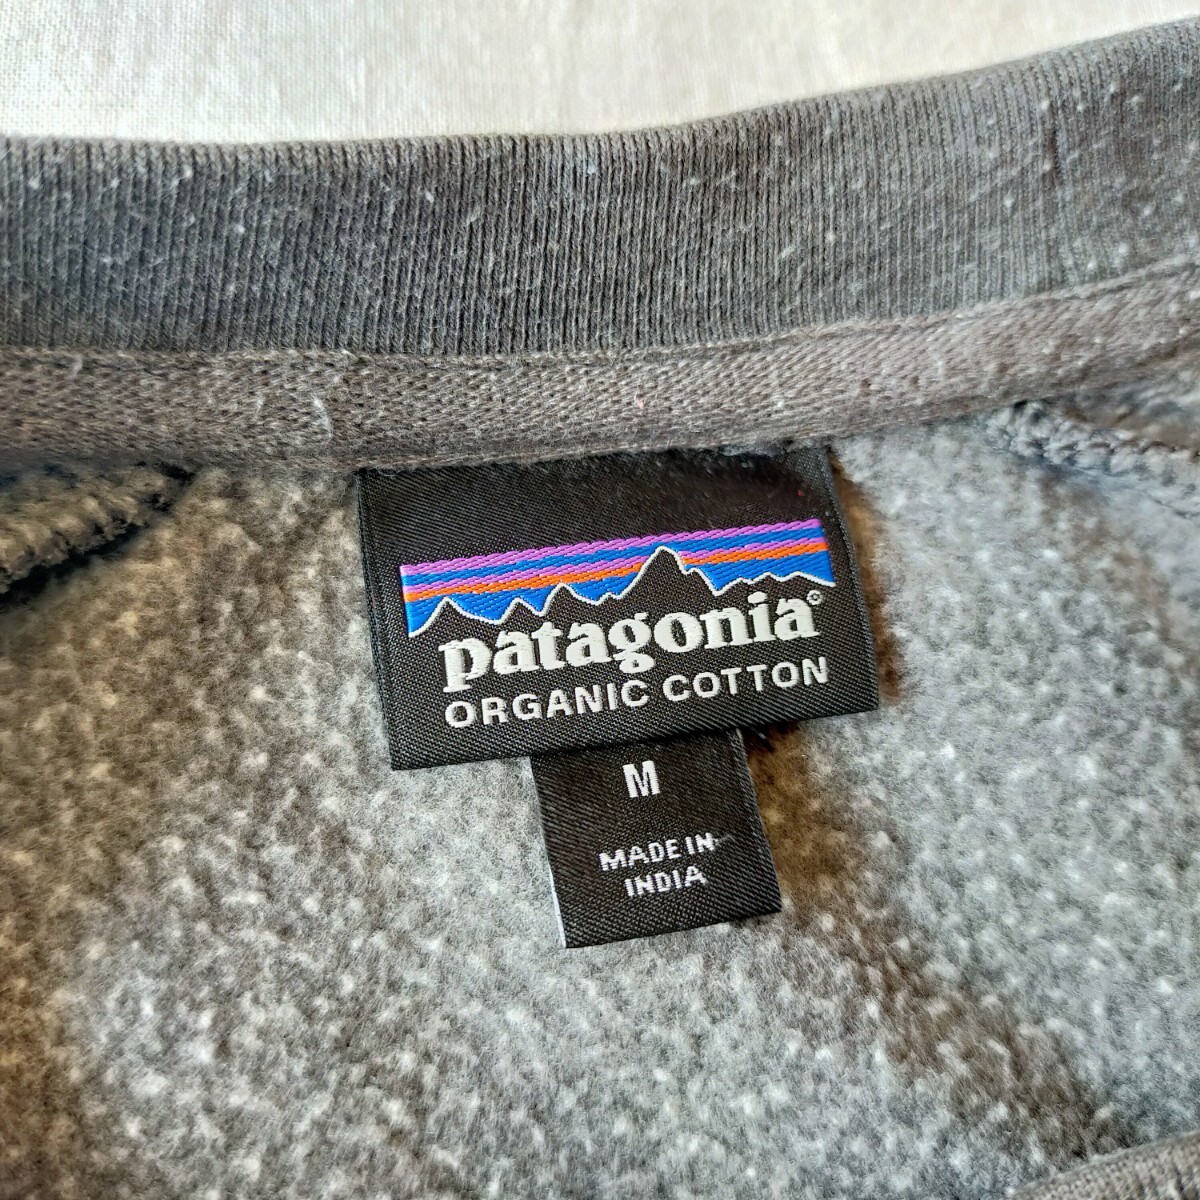 patagonia®
ORGANIC COTTON
M
MADE IN
INDIA